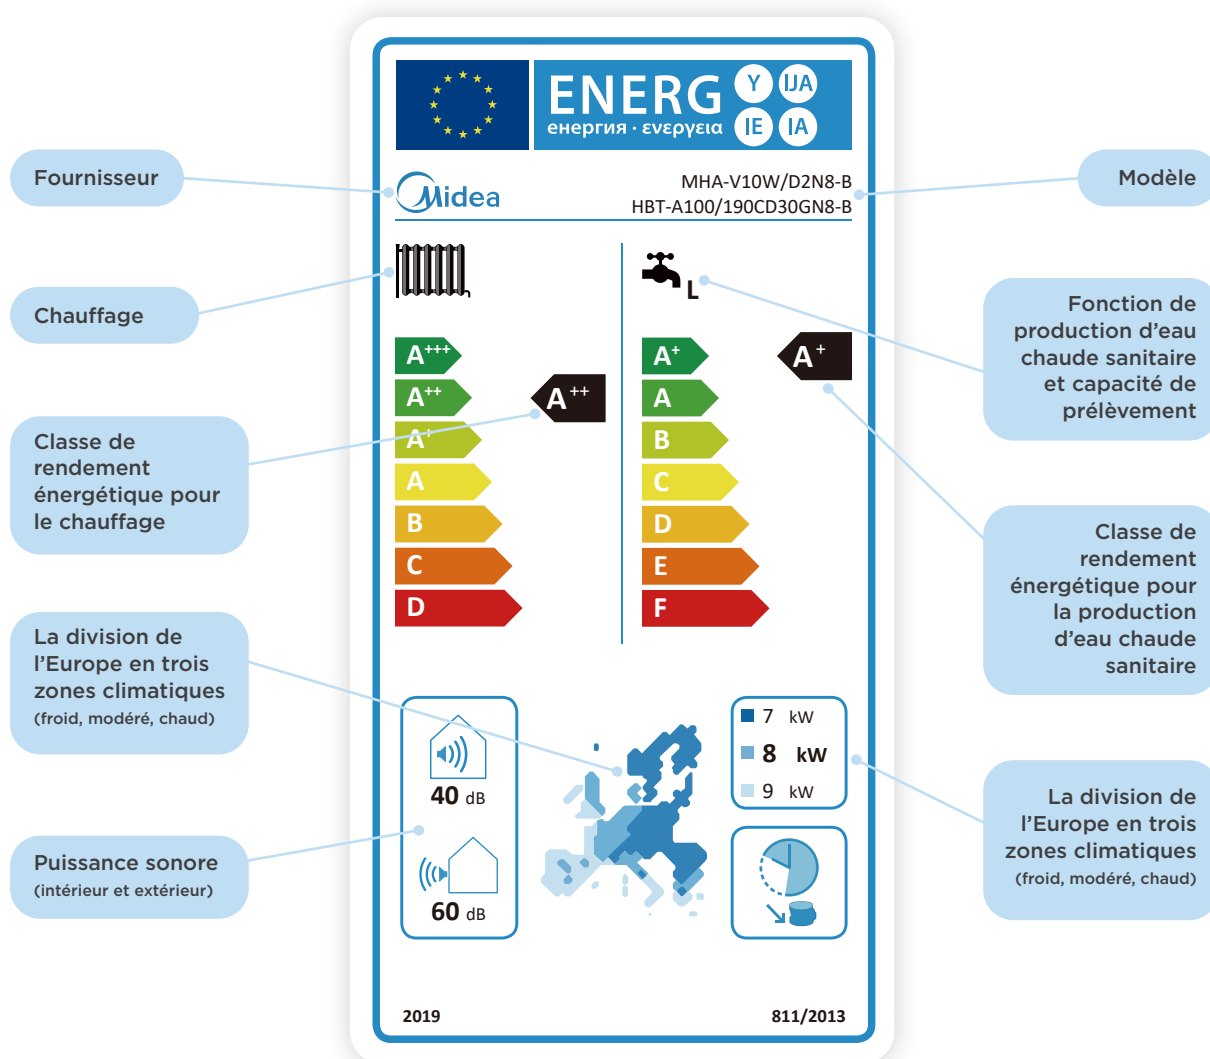 ENERG
енергия · ενεργεια
Y
IJA
IE
IA
Fournisseur
Midea
MHA-V10W/D2N8-B
HBT-A100/190CD30GN8-B
Modèle
Chauffage
L
Fonction de
production d'eau
chaude sanitaire
et capacité de
prélèvement
A+++
A++
A+
A
B
C
D
A++
A+
A
B
C
D
E
F
A+
Classe de
rendement
énergétique pour
le chauffage
Classe de
rendement
énergétique pour
la production
d'eau chaude
sanitaire
La division de
l'Europe en trois
zones climatiques
(froid, modéré, chaud)
40 dB
60 dB
7 kW
8 kW
9 kW
Puissance sonore
(intérieur et extérieur)
La division de
l'Europe en trois
zones climatiques
(froid, modéré, chaud)
2019
811/2013